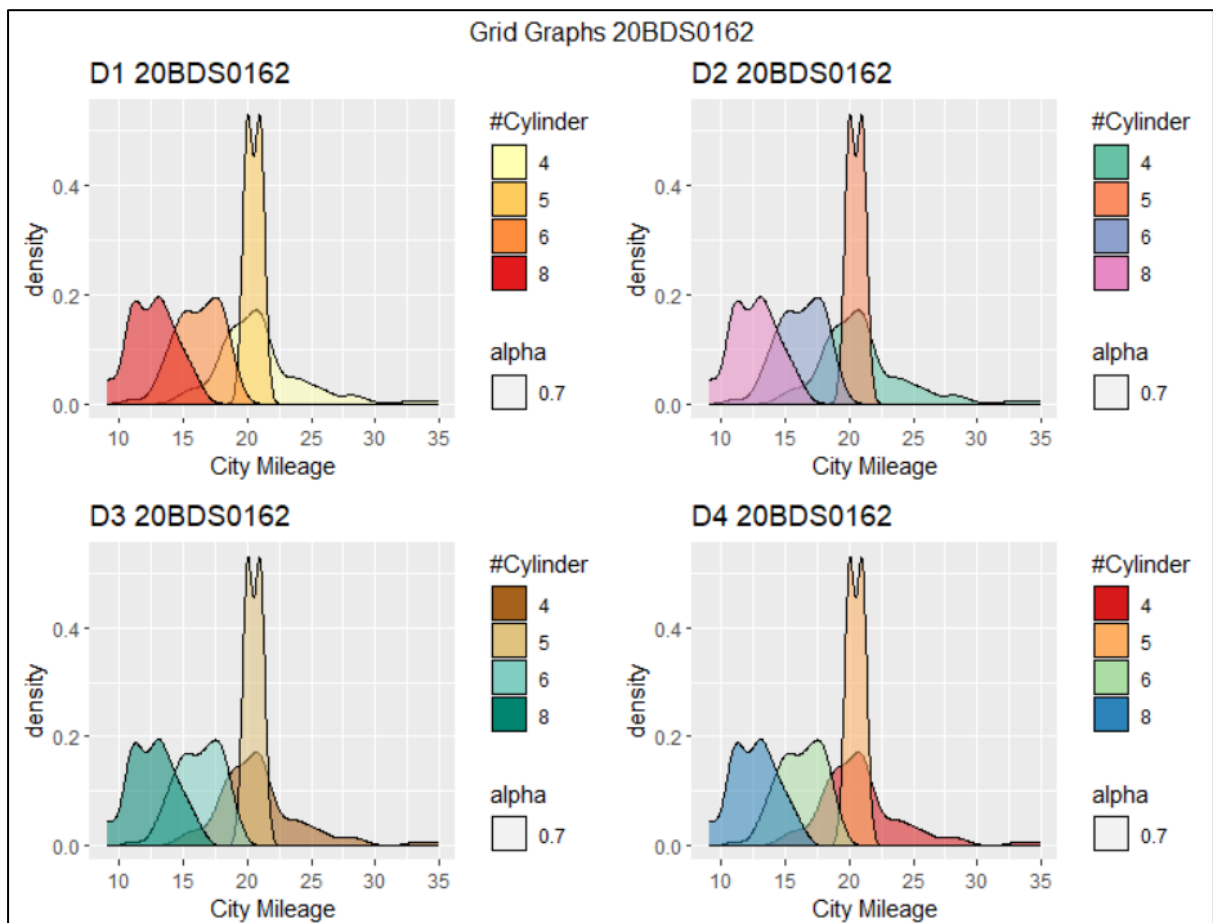 Grid Graphs 20BDS0162
D1 20BDS0162
density
0.4
0.2
0.0
10 15 20 25 30 35
City Mileage
#Cylinder
4
5
6
8
alpha
0.7
D2 20BDS0162
density
0.4
0.2
0.0
10 15 20 25 30 35
City Mileage
#Cylinder
4
5
6
8
alpha
0.7
D3 20BDS0162
density
0.4
0.2
0.0
10 15 20 25 30 35
City Mileage
#Cylinder
4
5
6
8
alpha
0.7
D4 20BDS0162
density
0.4
0.2
0.0
10 15 20 25 30 35
City Mileage
#Cylinder
4
5
6
8
alpha
0.7